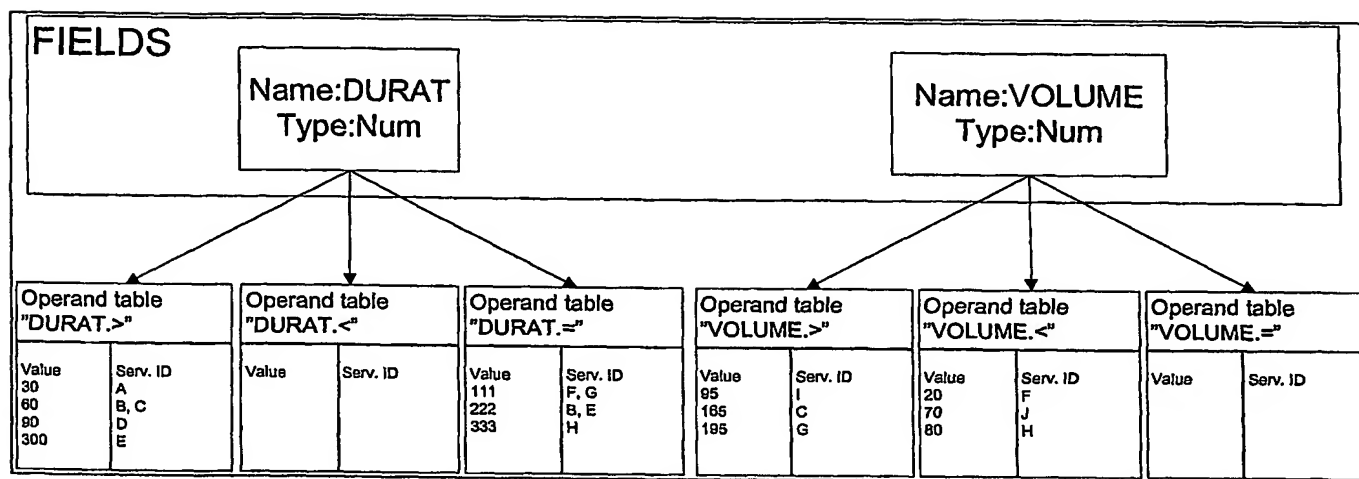 FIELDS
Name:DURAT
Type:Num
Name:VOLUME
Type:Num
Operand table
"DURAT.>"
Value Serv. ID
30 A
60 B, C
90 D
300 E
Operand table
"DURAT.<"
Value Serv. ID
Operand table
"DURAT.="
Value Serv. ID
111 F, G
222 B, E
333 H
Operand table
"VOLUME.>"
Value Serv. ID
95 I
165 C
195 G
Operand table
"VOLUME.<"
Value Serv. ID
20 F
70 J
80 H
Operand table
"VOLUME.="
Value Serv. ID